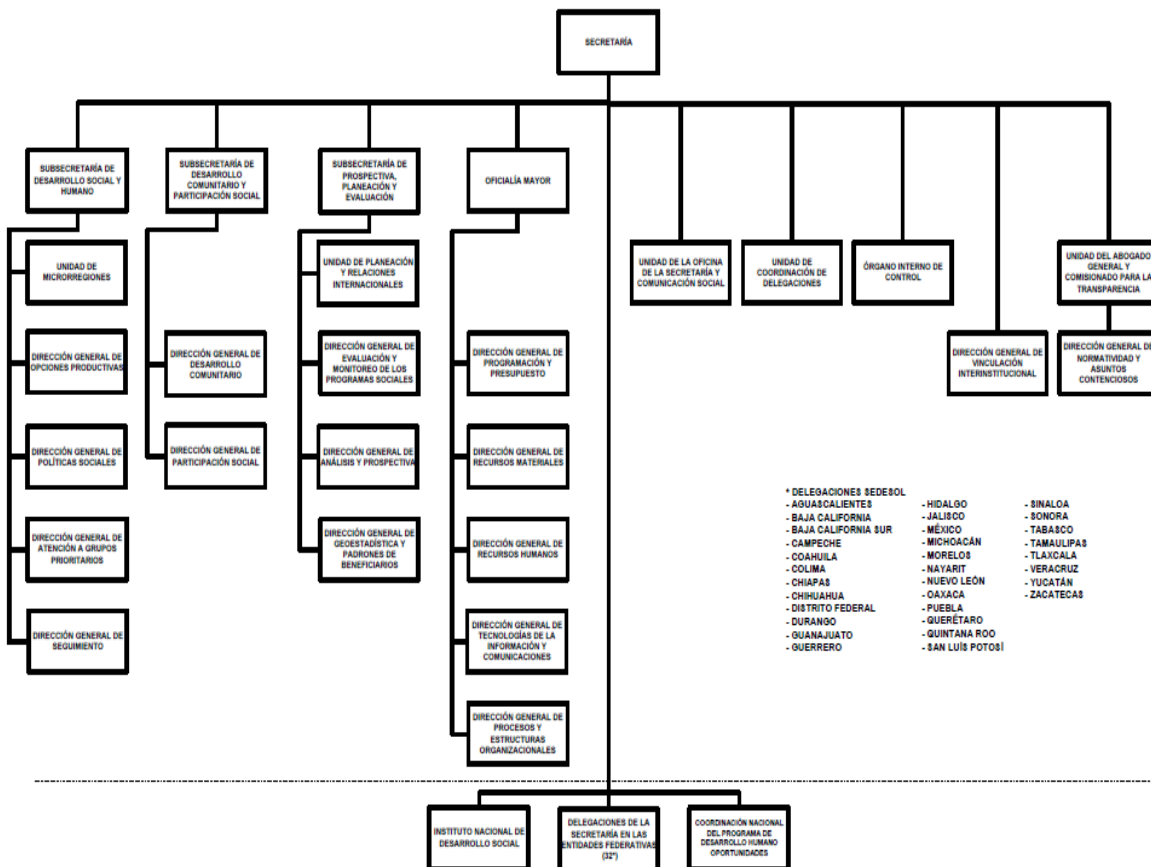 SECRETARÍA
SUBSECRETARÍA DE
DESARROLLO SOCIAL Y
HUMANO
SUBSECRETARÍA DE
DESARROLLO
COMUNITARIO Y
PARTICIPACIÓN SOCIAL
SUBSECRETARÍA DE
PROSPECTIVA,
PLANEACIÓN Y
EVALUACIÓN
OFICIALÍA MAYOR
UNIDAD DE
MICRORREGIONES
UNIDAD DE PLANEACIÓN
Y RELACIONES
INTERNACIONALES
UNIDAD DE LA OFICINA
DE LA SECRETARÍA Y
COMUNICACIÓN SOCIAL
UNIDAD DE
COORDINACIÓN DE
DELEGACIONES
ÓRGANO INTERNO DE
CONTROL
UNIDAD DEL ABOGADO
GENERAL Y
COMISIONADO PARA LA
TRANSPARENCIA
DIRECCIÓN GENERAL DE
OPCIONES PRODUCTIVAS
DIRECCIÓN GENERAL DE
DESARROLLO
COMUNITARIO
DIRECCIÓN GENERAL DE
EVALUACIÓN Y
MONITOREO DE LOS
PROGRAMAS SOCIALES
DIRECCIÓN GENERAL DE
PROGRAMACIÓN Y
PRESUPUESTO
DIRECCIÓN GENERAL DE
VINCULACIÓN
INTERINSTITUCIONAL
DIRECCIÓN GENERAL DE
NORMATIVIDAD Y
ASUNTOS
CONTENCIOSOS
DIRECCIÓN GENERAL DE
POLÍTICAS SOCIALES
DIRECCIÓN GENERAL DE
PARTICIPACIÓN SOCIAL
DIRECCIÓN GENERAL DE
ANÁLISIS Y PROSPECTIVA
DIRECCIÓN GENERAL DE
RECURSOS MATERIALES
DIRECCIÓN GENERAL DE
ATENCIÓN A GRUPOS
PRIORITARIOS
DIRECCIÓN GENERAL DE
GEOESTADÍSTICA Y
PADRONES DE
BENEFICIARIOS
DIRECCIÓN GENERAL DE
RECURSOS HUMANOS
DIRECCIÓN GENERAL DE
SEGUIMIENTO
DIRECCIÓN GENERAL DE
TECNOLOGÍAS DE LA
INFORMACIÓN Y
COMUNICACIONES
DIRECCIÓN GENERAL DE
PROCESOS Y
ESTRUCTURAS
ORGANIZACIONALES
* DELEGACIONES SEDESOL
- AGUASCALIENTES
- BAJA CALIFORNIA
- BAJA CALIFORNIA SUR
- CAMPECHE
- COAHUILA
- COLIMA
- CHIAPAS
- CHIHUAHUA
- DISTRITO FEDERAL
- DURANGO
- GUANAJUATO
- GUERRERO
- HIDALGO
- JALISCO
- MÉXICO
- MICHOACÁN
- MORELOS
- NAYARIT
- NUEVO LEÓN
- OAXACA
- PUEBLA
- QUERÉTARO
- QUINTANA ROO
- SAN LUÍS POTOSÍ
- SINALOA
- SONORA
- TABASCO
- TAMAULIPAS
- TLAXCALA
- VERACRUZ
- YUCATÁN
- ZACATECAS
INSTITUTO NACIONAL DE
DESARROLLO SOCIAL
DELEGACIONES DE LA
SECRETARÍA EN LAS
ENTIDADES FEDERATIVAS
(32*)
COORDINACIÓN NACIONAL
DEL PROGRAMA DE
DESARROLLO HUMANO
OPORTUNIDADES